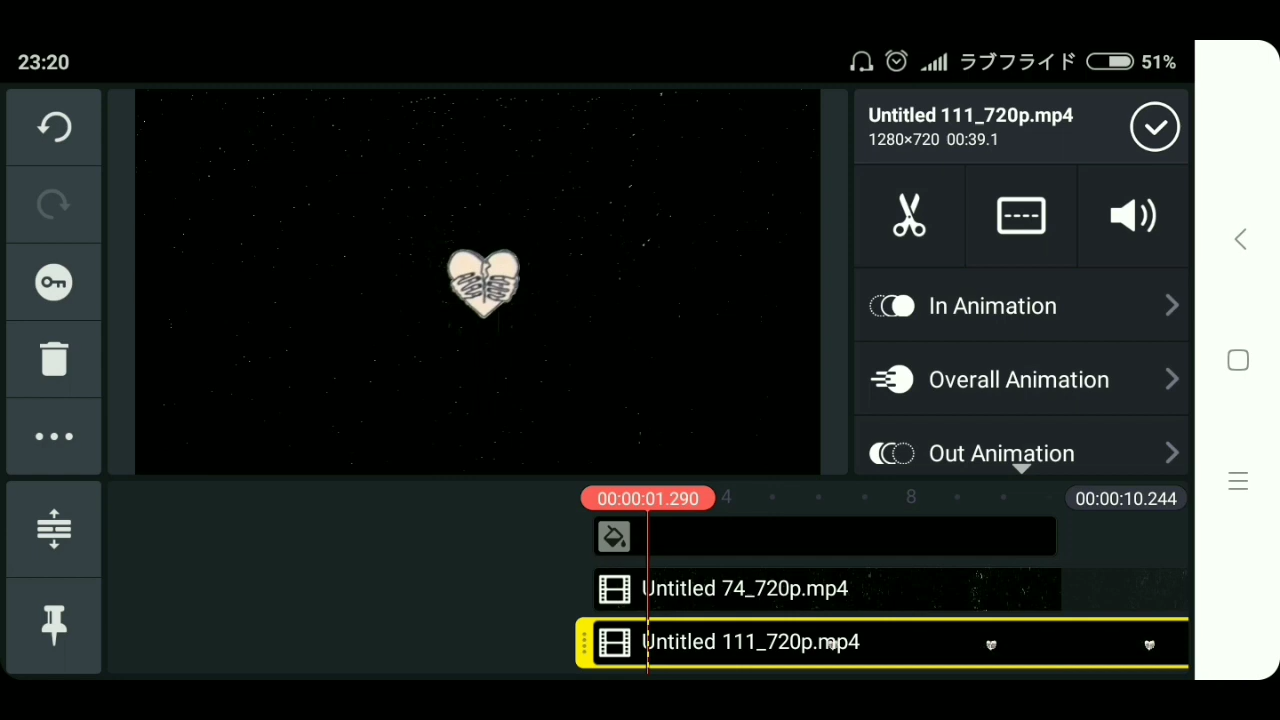 23:20
ラブフライド
51%
Untitled 111_720p.mp4
1280×720 00:39.1
In Animation
Overall Animation
Out Animation
00:00:01.290
4
8
00:00:10.244
Untitled 74_720p.mp4
Untitled 111_720p.mp4